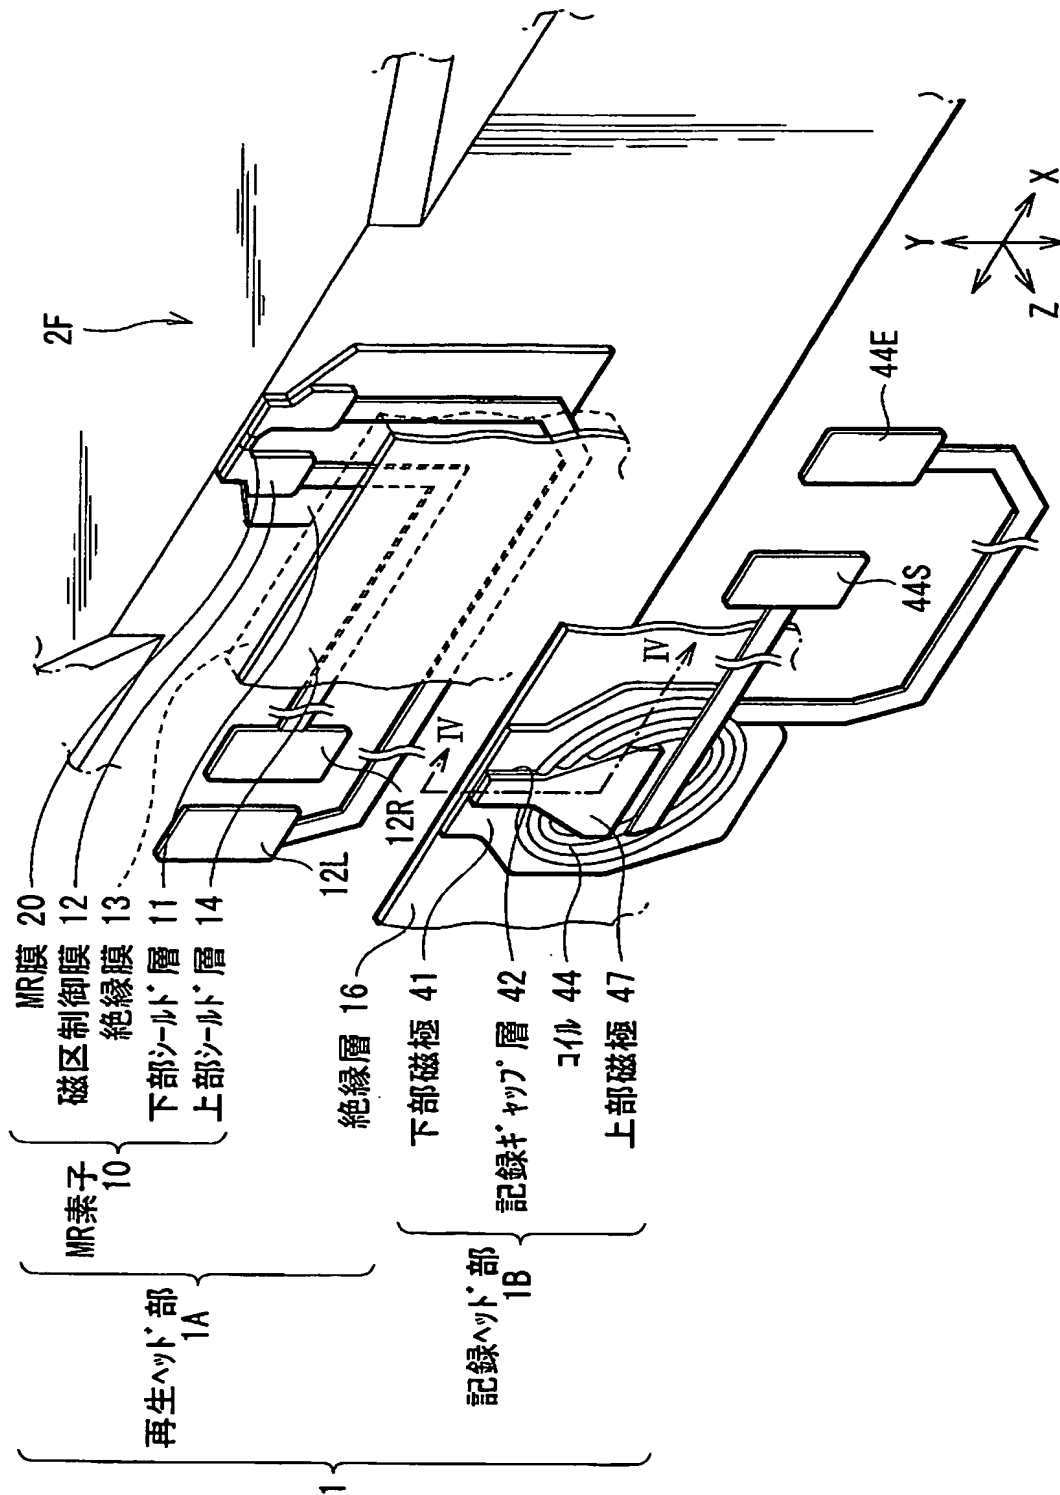 1
再生ヘッド部
1A
MR素子
10
MR膜 20
磁区制御膜 12
絶縁膜 13
下部シールド層 11
上部シールド層 14
絶縁層 16
記録ヘッド部
1B
下部磁極 41
記録ギャップ層 42
コイル 44
上部磁極 47
12L
12R
2F
IV
IV
44S
44E
X
Y
Z